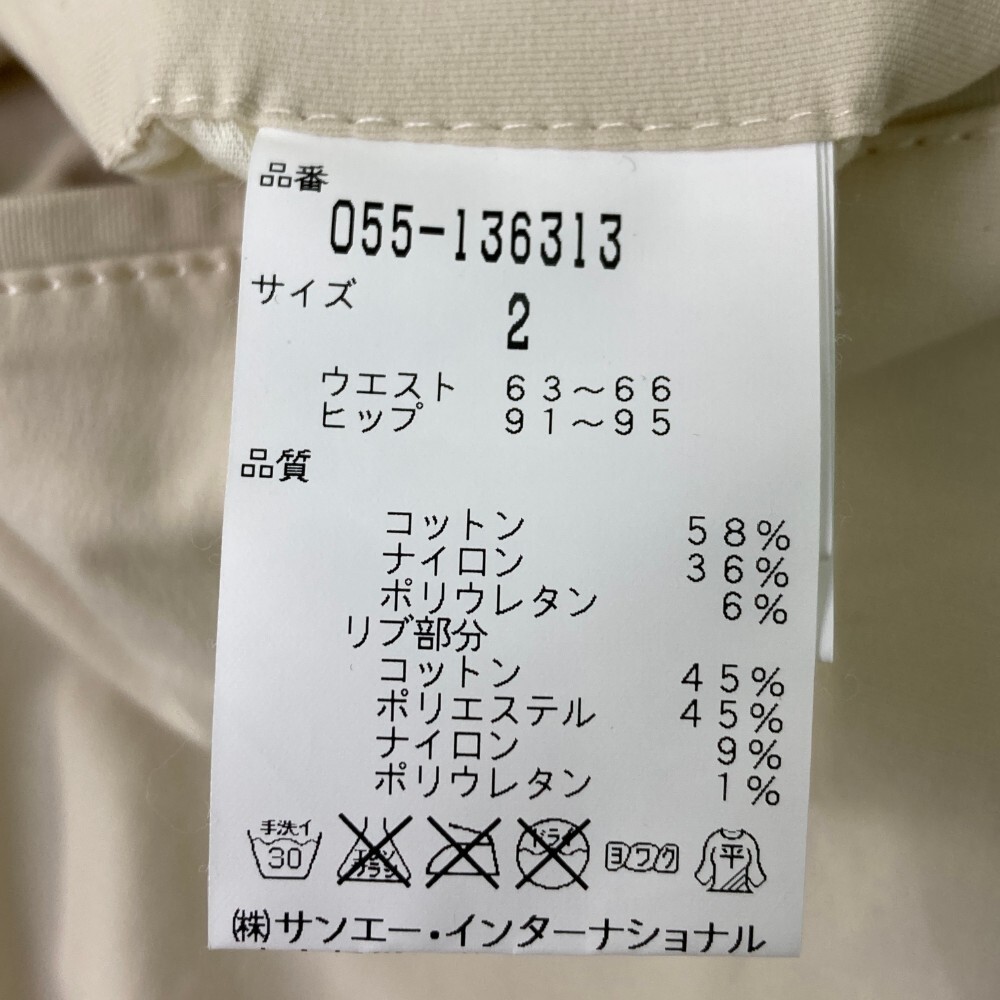 品番
055-136313
サイズ
2
ウエスト 63～66
ヒップ 91～95
品質
コットン 58%
ナイロン 36%
ポリウレタン 6%
リブ部分
コットン 45%
ポリエステル 45%
ナイロン 9%
ポリウレタン 1%
手洗イ 30 エンソ サラシ ドライ ヨワク 平
㈱サンエー・インターナショナル